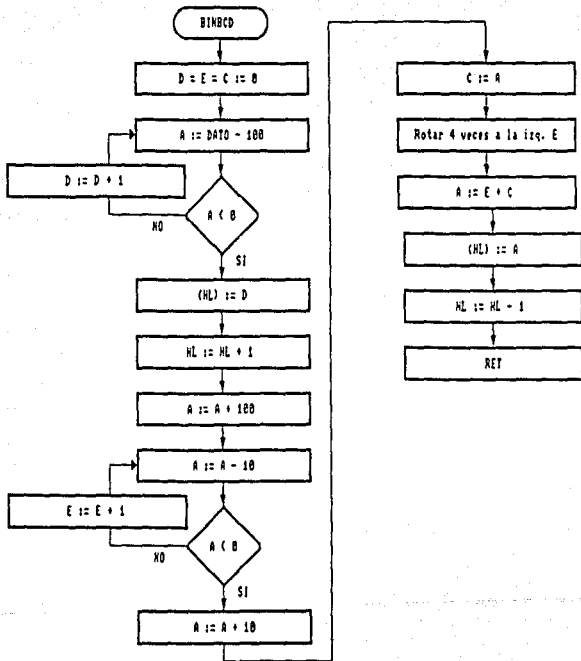 BINBCD
D = E = C := 0
A := DATO - 100
D := D + 1
A < 0
NO
SI
(HL) := D
HL := HL + 1
A := A + 100
A := A - 10
E := E + 1
A < 0
NO
SI
A := A + 10
C := A
Rotar 4 veces a la izq. E
A := E + C
(HL) := A
HL := HL - 1
RET